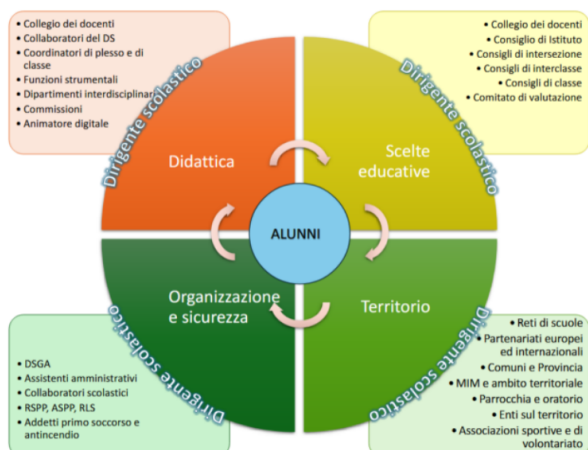 • Collegio dei docenti
• Collaboratori del DS
• Coordinatori di plesso e di
classe
• Funzioni strumentali
• Dipartimenti interdisciplinar
• Commissioni
• Animatore digitale
• Collegio dei docenti
• Consiglio di Istituto
• Consigli di intersezione
• Consigli di interclasse
• Consigli di classe
• Comitato di valutazione
Dirigente scolastico
Dirigente scolastico
Didattica
Scelte
educative
ALUNNI
Organizzazione
e sicurezza
Territorio
Dirigente scolastico
Dirigente scolastico
• DSGA
• Assistenti amministrativi
• Collaboratori scolastici
• RSPP, ASPP, RLS
• Addetti primo soccorso e
antincendio
• Reti di scuole
• Partenariati europei
ed internazionali
• Comuni e Provincia
• MIM e ambito territoriale
• Parrocchia e oratorio
• Enti sul territorio
• Associazioni sportive e di
volontariato